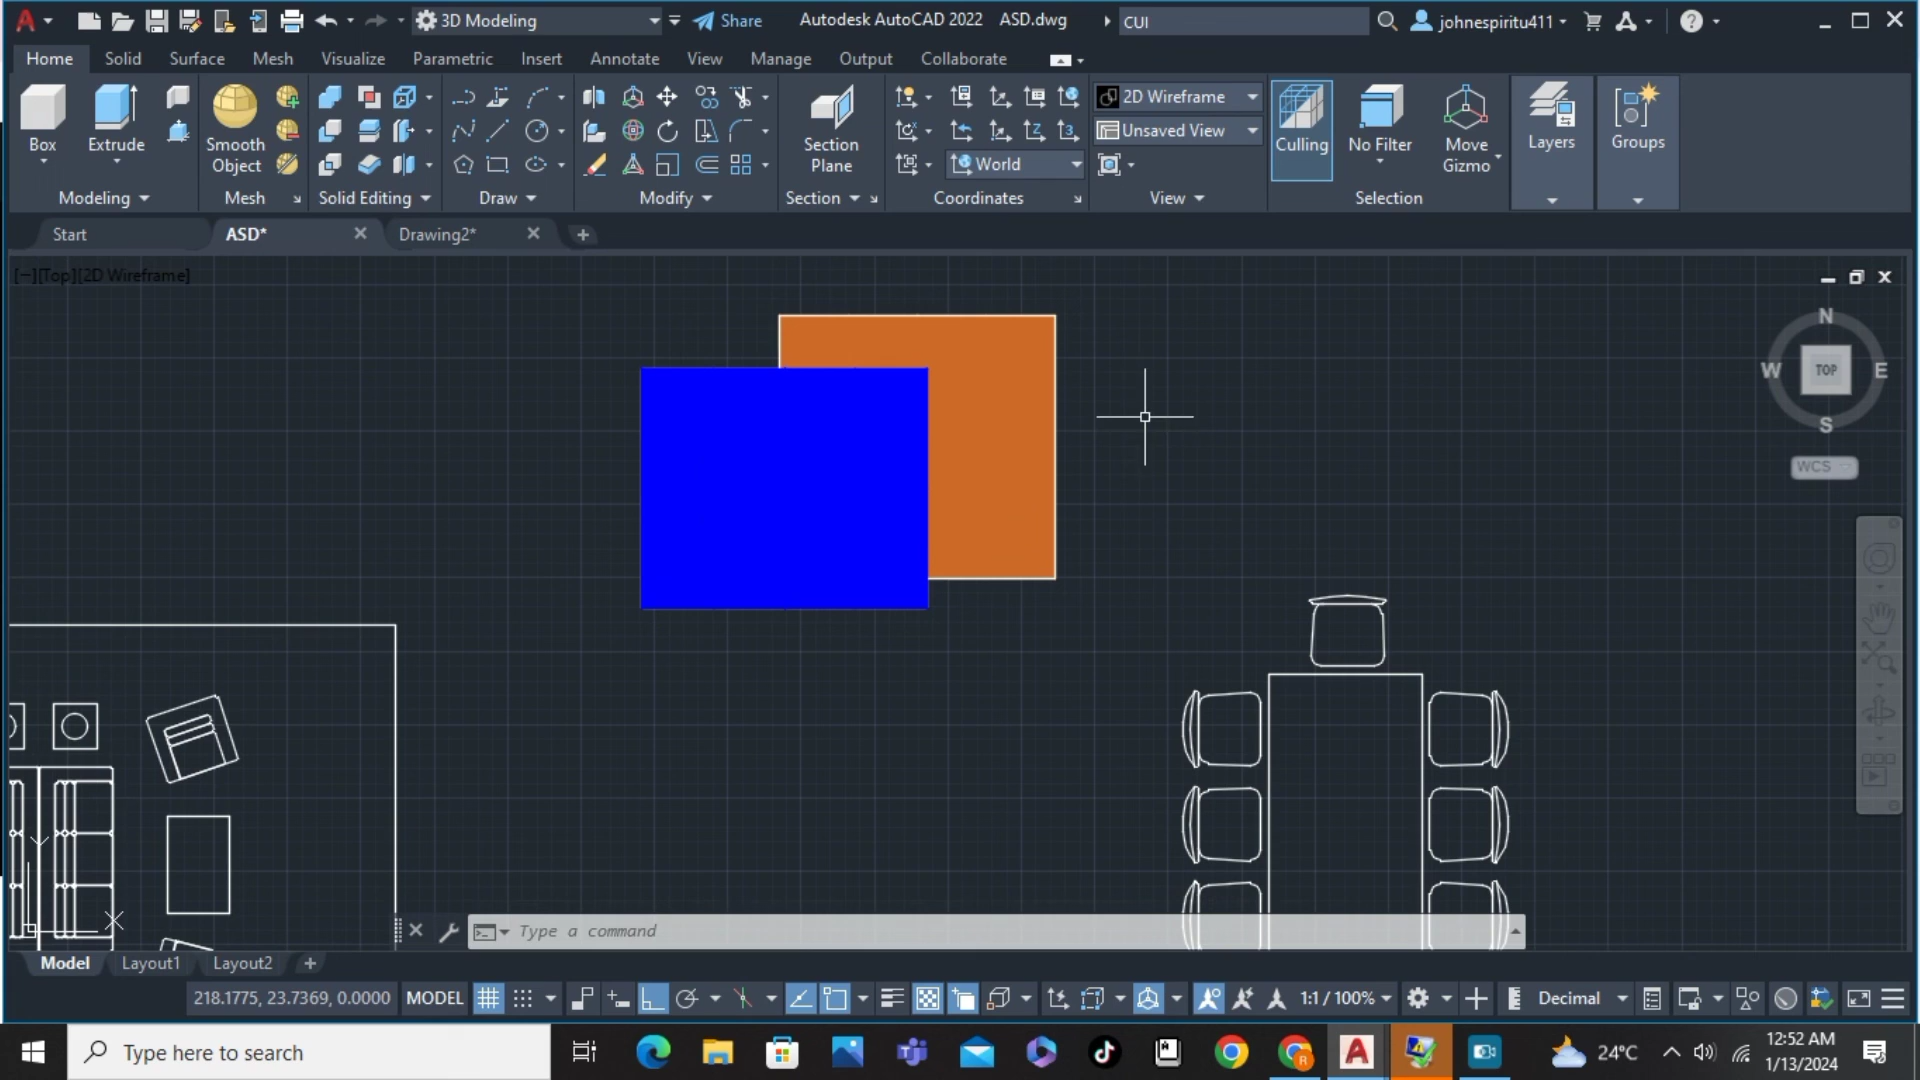 3D Modeling Share Autodesk AutoCAD 2022 ASD.dwg CUI johnespiritu411
Home Solid Surface Mesh Visualize Parametric Insert Annotate View Manage Output Collaborate
2D Wireframe
Unsaved View
World
Box Extrude Smooth Object Section Plane Culling No Filter Move Gizmo Layers Groups
Modeling Mesh Solid Editing Draw Modify Section Coordinates View Selection
Start ASD* Drawing2*
[−][Top][2D Wireframe]
N
W TOP E
S
WCS
Type a command
Model Layout1 Layout2
218.1775, 23.7369, 0.0000 MODEL 1:1 / 100% Decimal
Type here to search 24°C 12:52 AM
1/13/2024